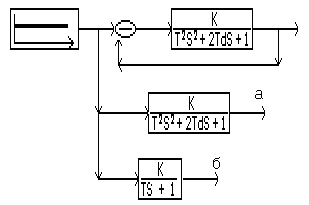 K
T²S²+2TdS+1
K
T²S²+2TdS+1
а
K
TS + 1
б